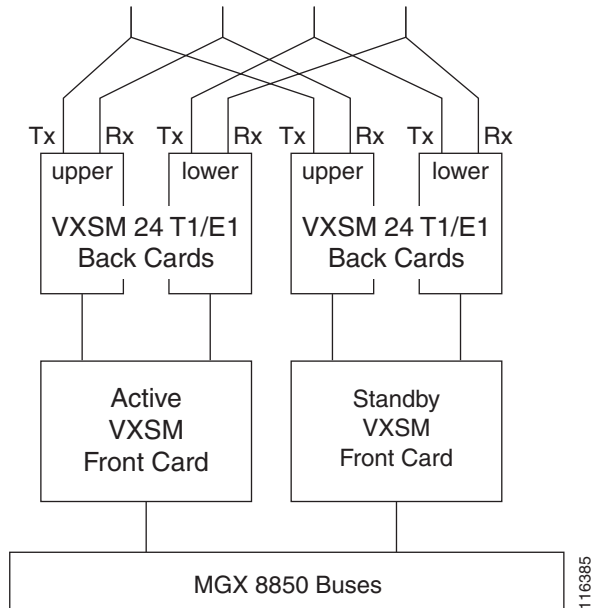 Tx Rx Tx Rx Tx Rx Tx Rx
upper lower upper lower
VXSM 24 T1/E1
Back Cards
VXSM 24 T1/E1
Back Cards
Active
VXSM
Front Card
Standby
VXSM
Front Card
MGX 8850 Buses
116385